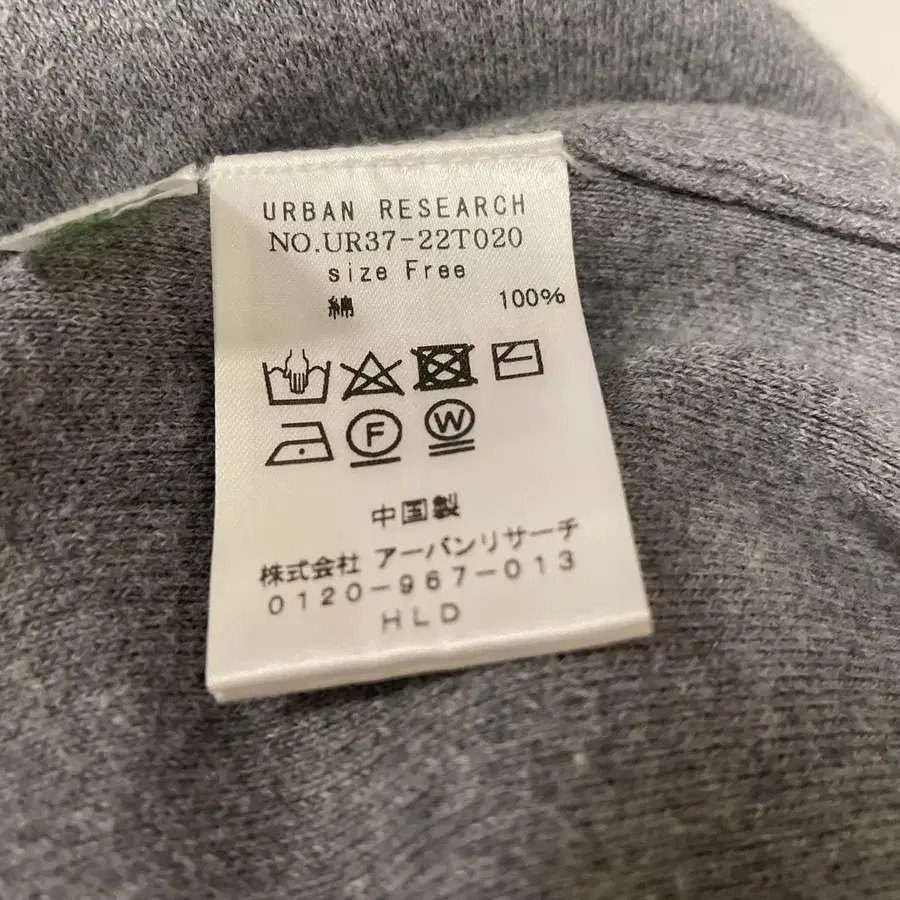 URBAN RESEARCH
NO.UR37-22T020
size Free
綿 100%
F W
中国製
株式会社 アーバンリサーチ
0120-967-013
HLD